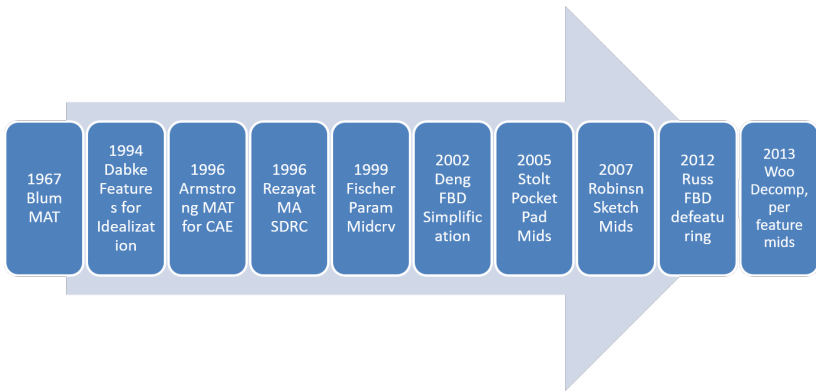 1967
Blum
MAT
1994
Dabke
Feature
s for
Idealizat
ion
1996
Armstro
ng MAT
for CAE
1996
Rezayat
MA
SDRC
1999
Fischer
Param
Midcrv
2002
Deng
FBD
Simplific
ation
2005
Stolt
Pocket
Pad
Mids
2007
Robinsn
Sketch
Mids
2012
Russ
FBD
defeatu
ring
2013
Woo
Decomp,
per
feature
mids